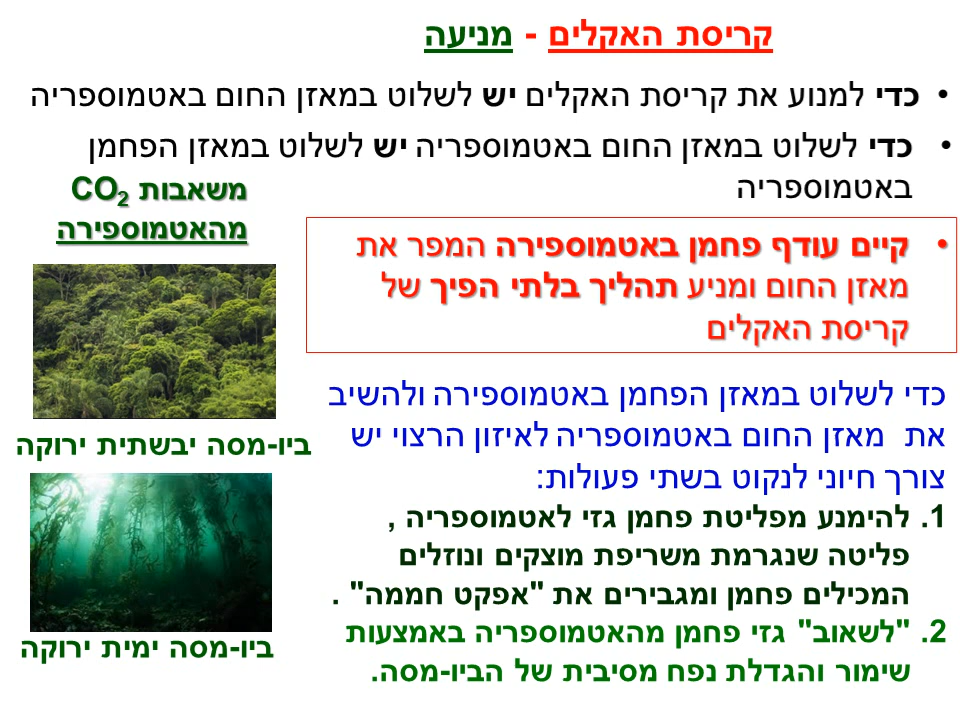 קריסת האקלים - מניעה
• כדי למנוע את קריסת האקלים יש לשלוט במאזן החום באטמוספריה
• כדי לשלוט במאזן החום באטמוספריה יש לשלוט במאזן הפחמן
באטמוספריה
משאבות CO₂
מהאטמוספירה
• קיים עודף פחמן באטמוספירה המפר את
מאזן החום ומניע תהליך בלתי הפיך של
קריסת האקלים
ביו-מסה יבשתית ירוקה
ביו-מסה ימית ירוקה
כדי לשלוט במאזן הפחמן באטמוספירה ולהשיב
את מאזן החום באטמוספריה לאיזון הרצוי יש
צורך חיוני לנקוט בשתי פעולות:
1. להימנע מפליטת פחמן גזי לאטמוספריה ,
פליטה שנגרמת משריפת מוצקים ונוזלים
המכילים פחמן ומגבירים את "אפקט חממה" .
2. "לשאוב" גזי פחמן מהאטמוספריה באמצעות
שימור והגדלת נפח מסיבית של הביו-מסה.